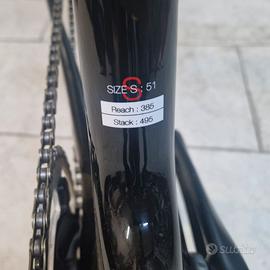 SIZE S : 51
Reach : 385
Stack : 495
SUBITO